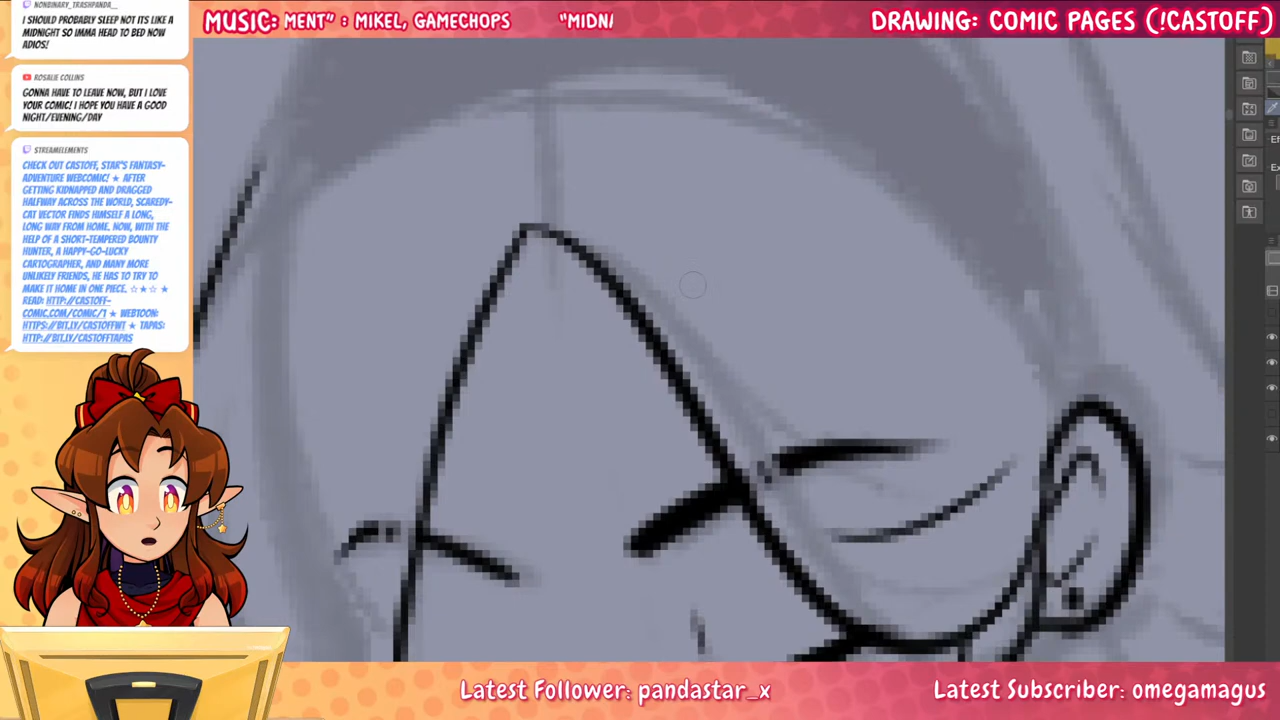 MUSIC: MENT" : MIKEL, GAMECHOPS "MIDNI
DRAWING: COMIC PAGES (!CASTOFF)
NONBINARY_TRASHPANDA__
I SHOULD PROBABLY SLEEP NOT ITS LIKE A
MIDNIGHT SO IMMA HEAD TO BED NOW
ADIOS!
ROSALIE COLLINS
GONNA HAVE TO LEAVE NOW, BUT I LOVE
YOUR COMIC! I HOPE YOU HAVE A GOOD
NIGHT/EVENING/DAY
STREAMELEMENTS
CHECK OUT CASTOFF, STAR'S FANTASY-
ADVENTURE WEBCOMIC! ★ AFTER
GETTING KIDNAPPED AND DRAGGED
HALFWAY ACROSS THE WORLD, SCAREDY-
CAT VECTOR FINDS HIMSELF A LONG,
LONG WAY FROM HOME. NOW, WITH THE
HELP OF A SHORT-TEMPERED BOUNTY
HUNTER, A HAPPY-GO-LUCKY
CARTOGRAPHER, AND MANY MORE
UNLIKELY FRIENDS, HE HAS TO TRY TO
MAKE IT HOME IN ONE PIECE. ☆★☆ ★
READ: HTTP://CASTOFF-
COMIC.COM/COMIC/1 ★ WEBTOON:
HTTPS://BIT.LY/CASTOFFWT ★ TAPAS:
HTTP://BIT.LY/CASTOFFTAPAS
Latest Follower: pandastar_x
Latest Subscriber: omegamagus